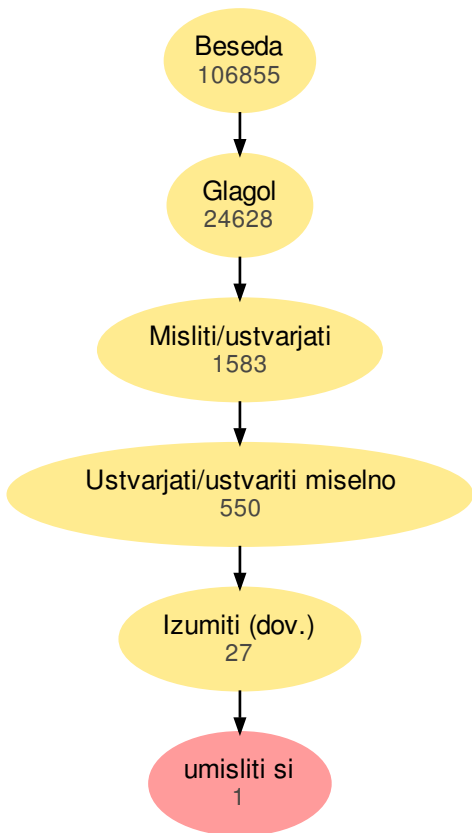 Beseda
106855
Glagol
24628
Misliti/ustvarjati
1583
Ustvarjati/ustvariti miselno
550
Izumiti (dov.)
27
umisliti si
1